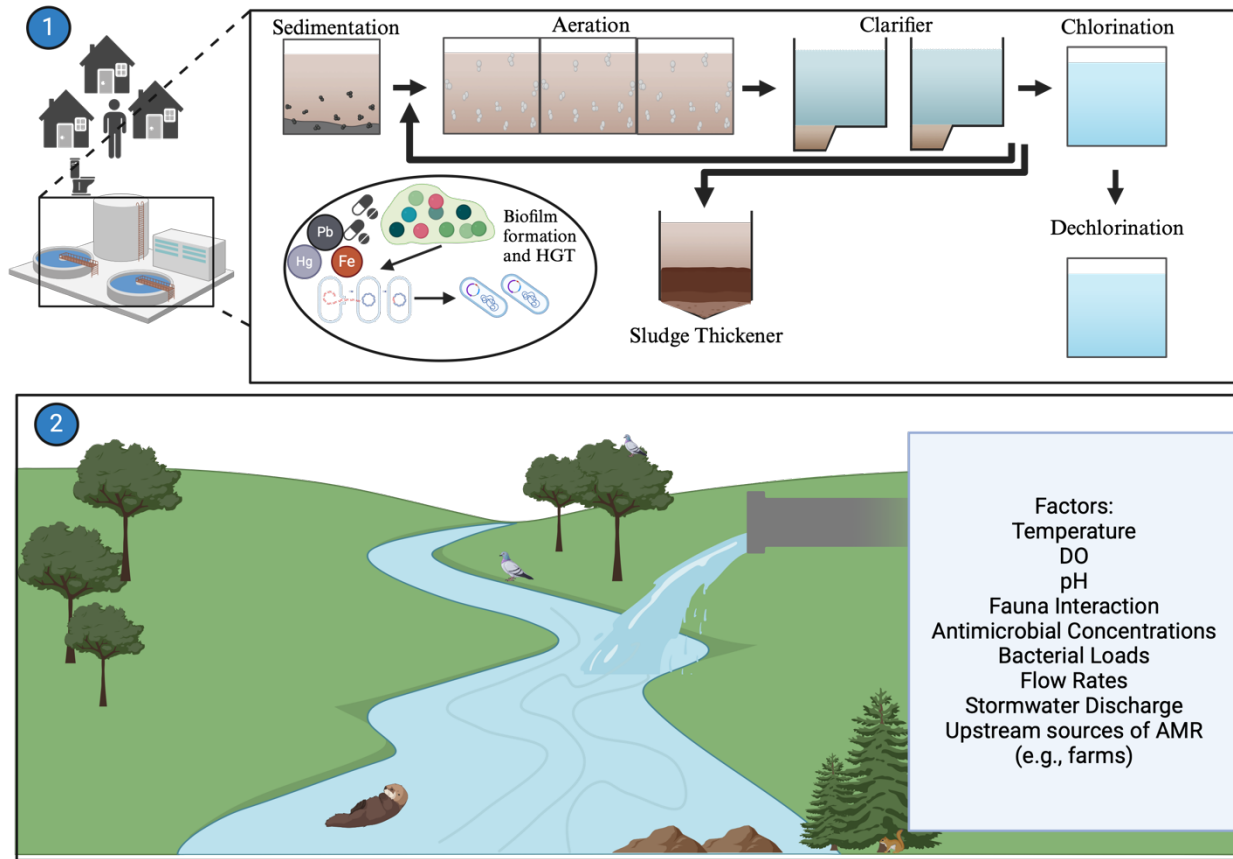 1
Sedimentation
Aeration
Clarifier
Chlorination
Dechlorination
Pb
Hg
Fe
Biofilm
formation
and HGT
Sludge Thickener
2
Factors:
Temperature
DO
pH
Fauna Interaction
Antimicrobial Concentrations
Bacterial Loads
Flow Rates
Stormwater Discharge
Upstream sources of AMR
(e.g., farms)